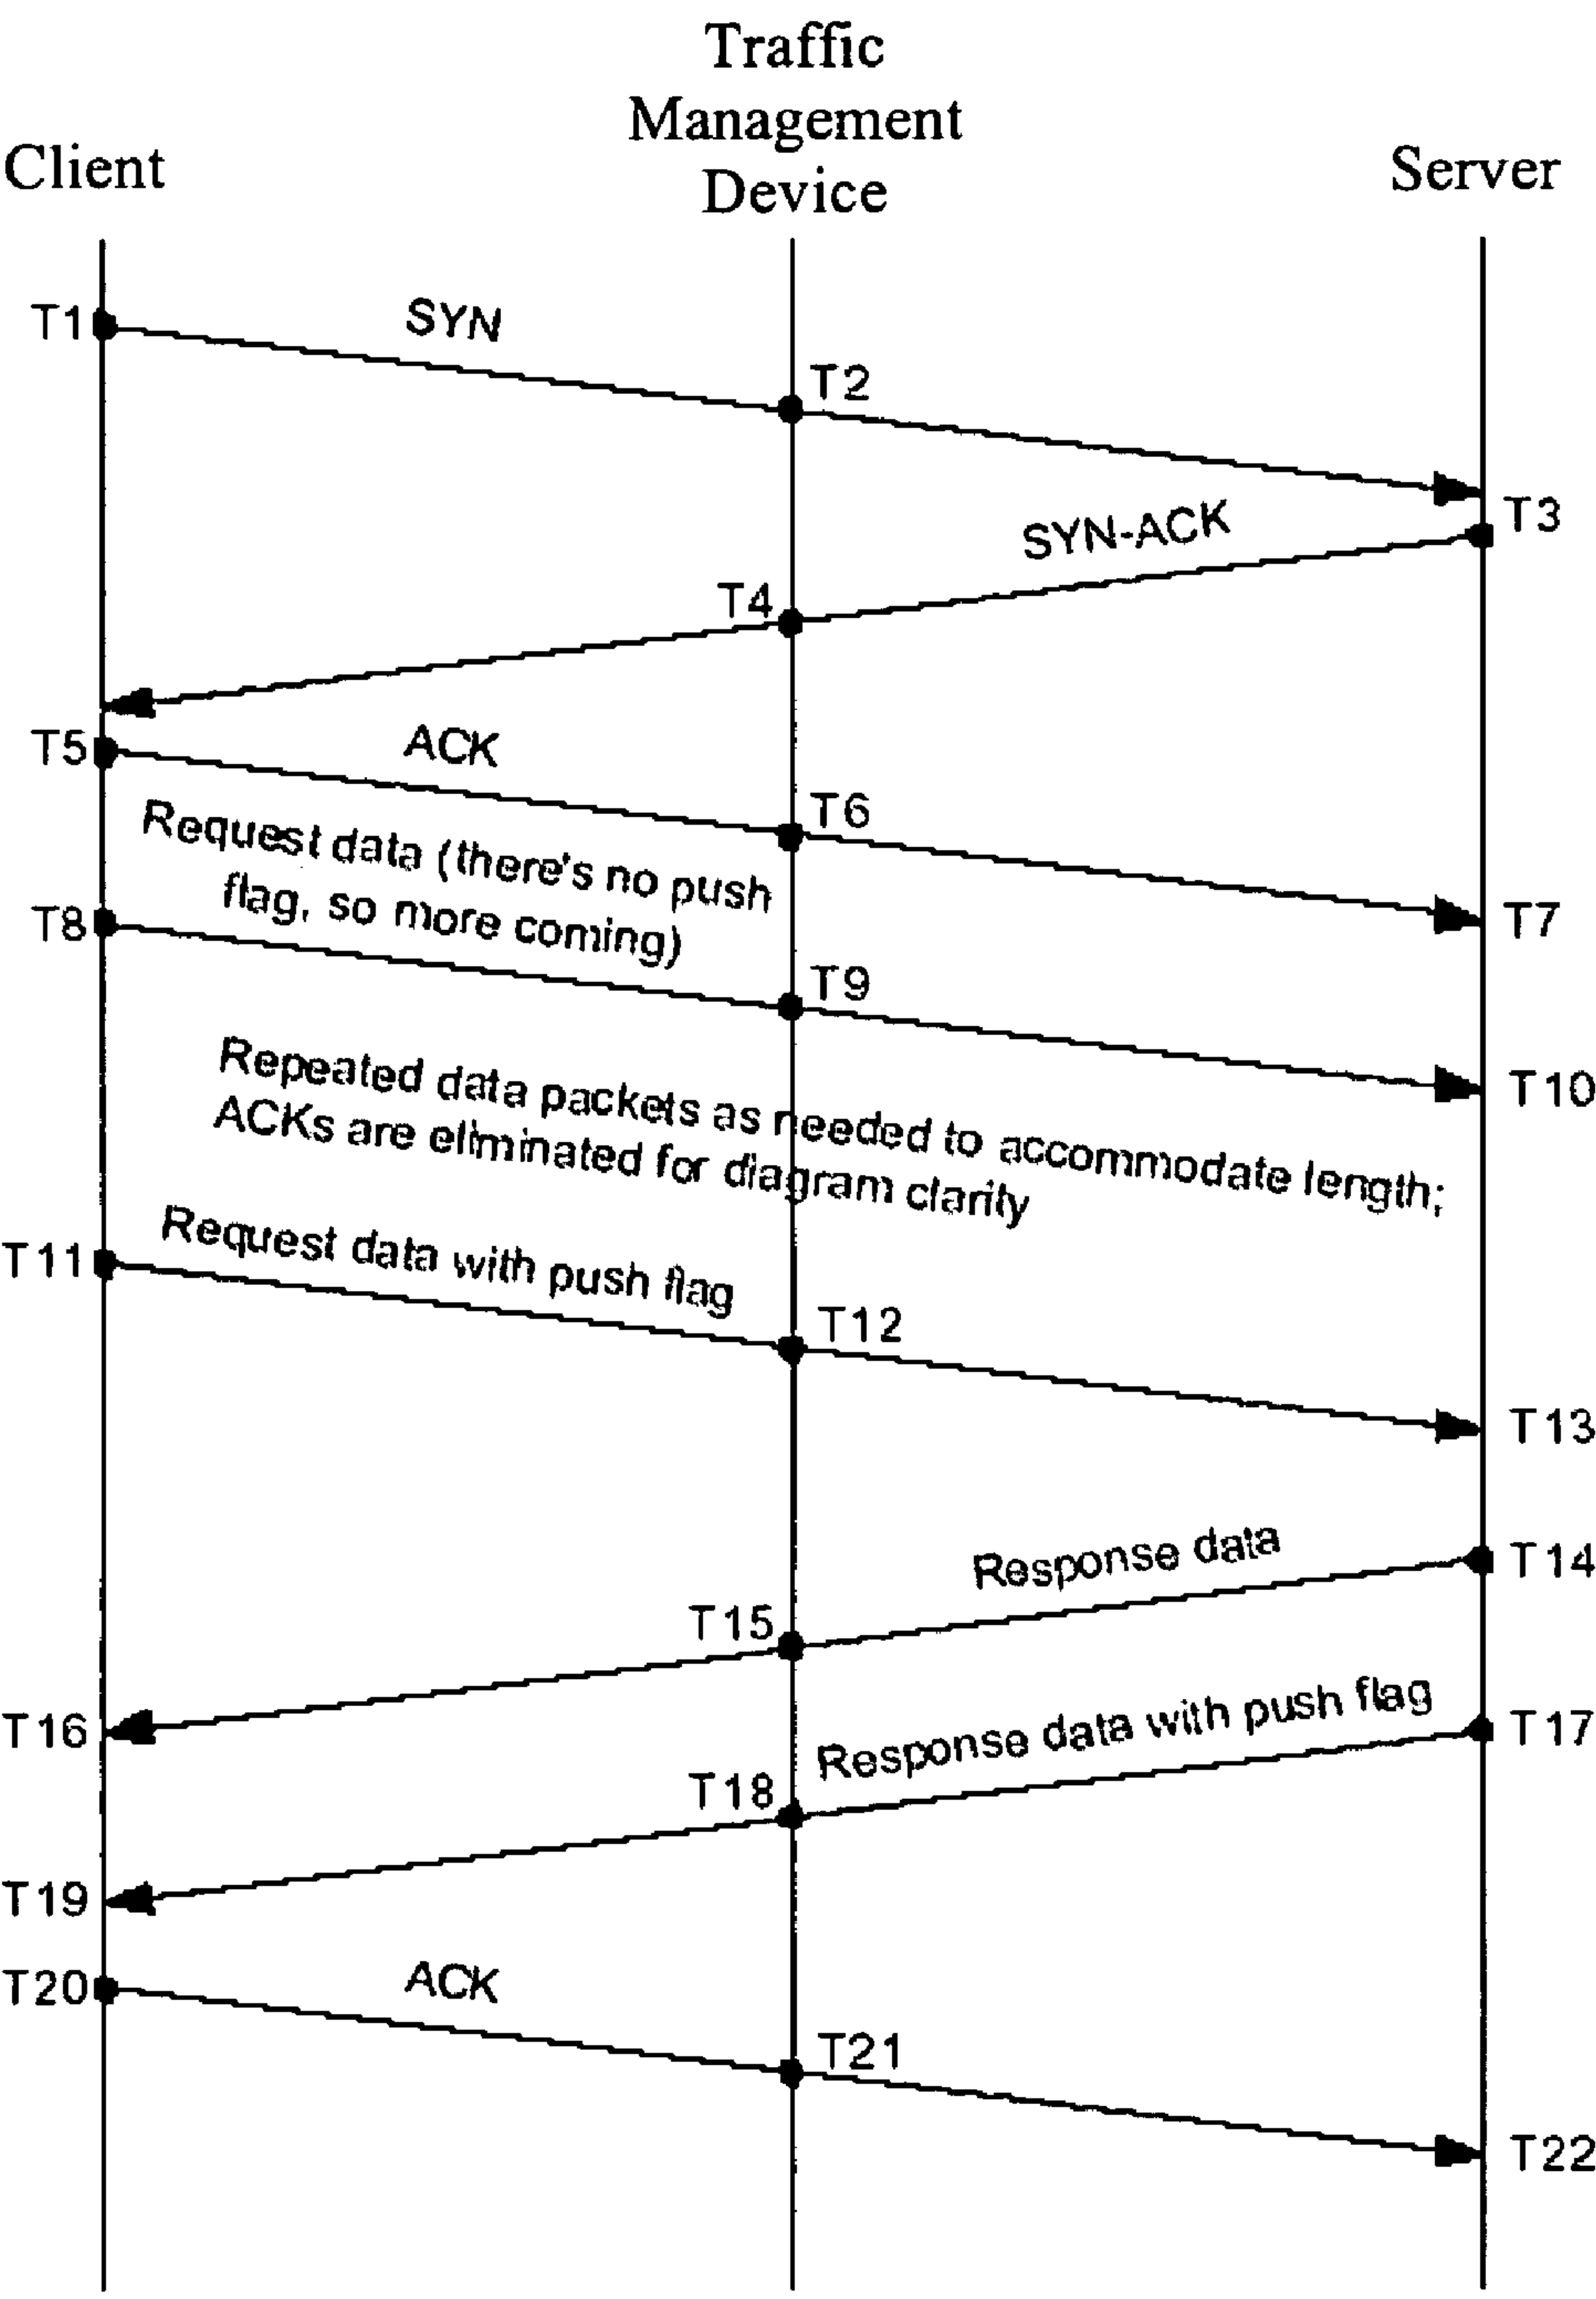 Traffic
Management
Device
Client
Server
T1
SYN
T2
T3
SYN-ACK
T4
T5
ACK
T6
T7
Request data (there's no push
flag, so more coming)
T8
T9
T10
Repeated data packets as needed to accommodate length;
ACKs are eliminated for diagram clarity
T11
Request data with push flag
T12
T13
Response data
T14
T15
T16
Response data with push flag
T17
T18
T19
T20
ACK
T21
T22